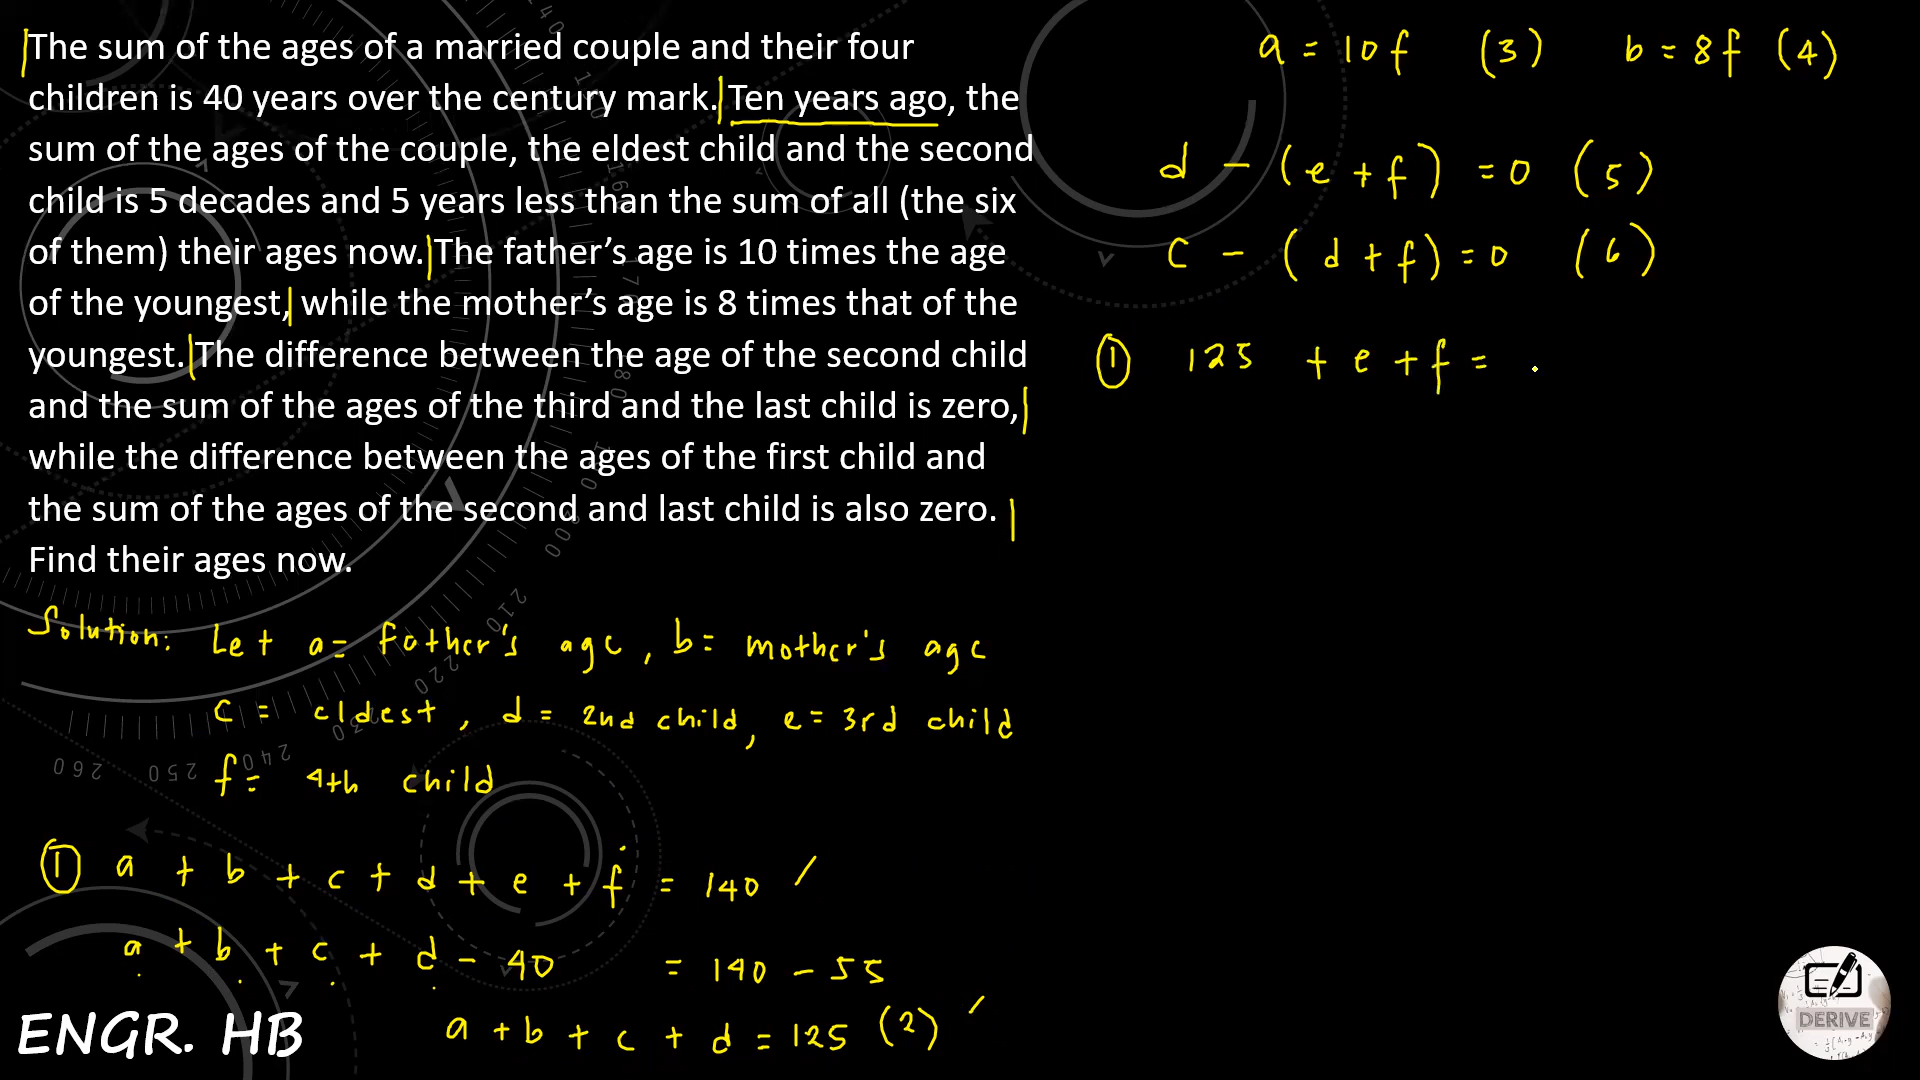 The sum of the ages of a married couple and their four
children is 40 years over the century mark. Ten years ago, the
sum of the ages of the couple, the eldest child and the second
child is 5 decades and 5 years less than the sum of all (the six
of them) their ages now. The father's age is 10 times the age
of the youngest, while the mother's age is 8 times that of the
youngest. The difference between the age of the second child
and the sum of the ages of the third and the last child is zero,
while the difference between the ages of the first child and
the sum of the ages of the second and last child is also zero.
Find their ages now.
Solution: Let a = father's age, b = mother's age
c = eldest, d = 2nd child, e = 3rd child
f = 4th child
① a + b + c + d + e + f = 140
a + b + c + d - 40 = 140 - 55
a + b + c + d = 125 (2)
a = 10f (3) b = 8f (4)
d - (e + f) = 0 (5)
c - (d + f) = 0 (6)
① 125 + e + f =
ENGR. HB
DERIVE
260 250 240 230 220 210 200